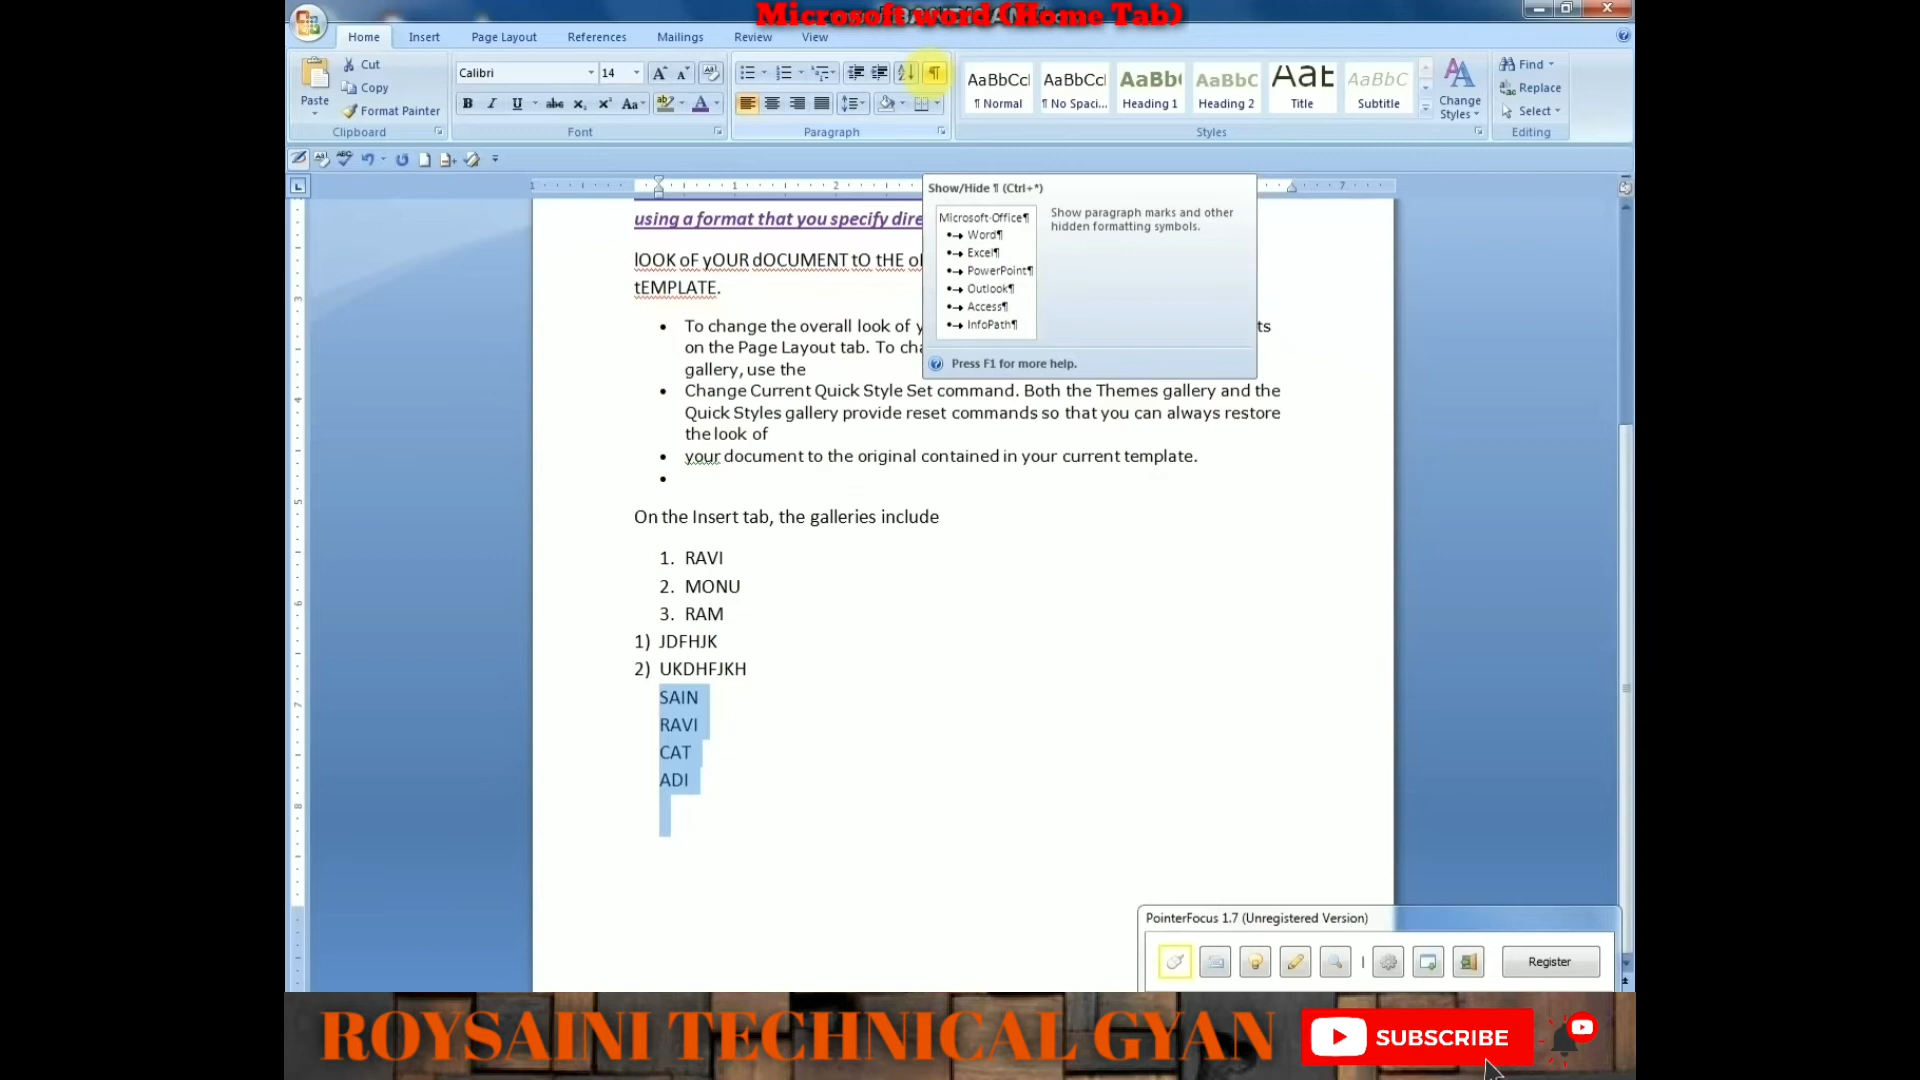 Microsoft word (Home Tab)
Home Insert Page Layout References Mailings Review View
Paste
Cut
Copy
Format Painter
Clipboard
Calibri 14
Font
Paragraph
AaBbCcI AaBbCcI AaBbC AaBbC Aat AaBbC
¶ Normal ¶ No Spaci... Heading 1 Heading 2 Title Subtitle
Change Styles
Styles
Find
Replace
Select
Editing
Show/Hide ¶ (Ctrl+*)
Microsoft·Office¶
Word¶
Excel¶
PowerPoint¶
Outlook¶
Access¶
InfoPath¶
Show paragraph marks and other
hidden formatting symbols.
Press F1 for more help.
using a format that you specify dire
lOOK oF yOUR dOCUMENT tO tHE
tEMPLATE.
• To change the overall look of
on the Page Layout tab. To
gallery, use the
• Change Current Quick Style Set command. Both the Themes gallery and the
Quick Styles gallery provide reset commands so that you can always restore
the look of
• your document to the original contained in your current template.
•
On the Insert tab, the galleries include
1. RAVI
2. MONU
3. RAM
1) JDFHJK
2) UKDHFJKH
SAIN
RAVI
CAT
ADI
PointerFocus 1.7 (Unregistered Version)
Register
ROYSAINI TECHNICAL GYAN
SUBSCRIBE